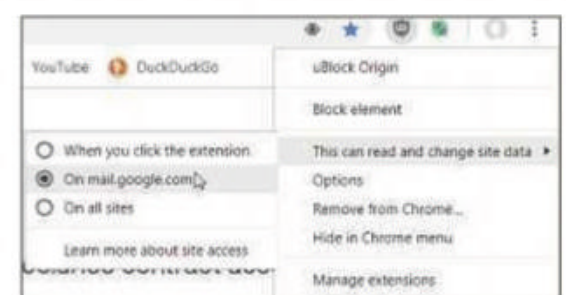 YouTube DuckDuckGo
uBlock Origin
Block element
This can read and change site data
When you click the extension
On mail.google.com
On all sites
Learn more about site access
Options
Remove from Chrome...
Hide in Chrome menu
Manage extensions
contract